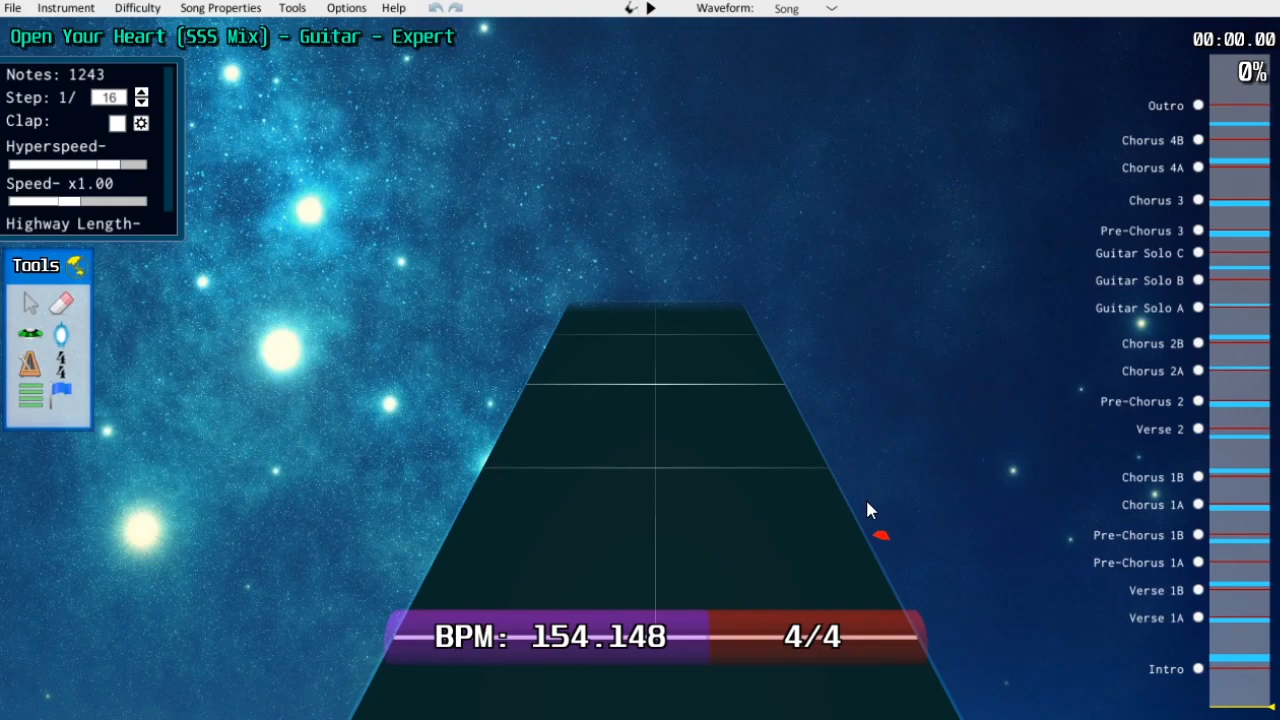 File Instrument Difficulty Song Properties Tools Options Help Waveform: Song
Open Your Heart (SSS Mix) - Guitar - Expert
00:00.00
0%
Notes: 1243
Step: 1/ 16
Clap:
Hyperspeed-
Speed- x1.00
Highway Length-
Tools
4
4
Outro
Chorus 4B
Chorus 4A
Chorus 3
Pre-Chorus 3
Guitar Solo C
Guitar Solo B
Guitar Solo A
Chorus 2B
Chorus 2A
Pre-Chorus 2
Verse 2
Chorus 1B
Chorus 1A
Pre-Chorus 1B
Pre-Chorus 1A
Verse 1B
Verse 1A
Intro
BPM: 154.148 4/4